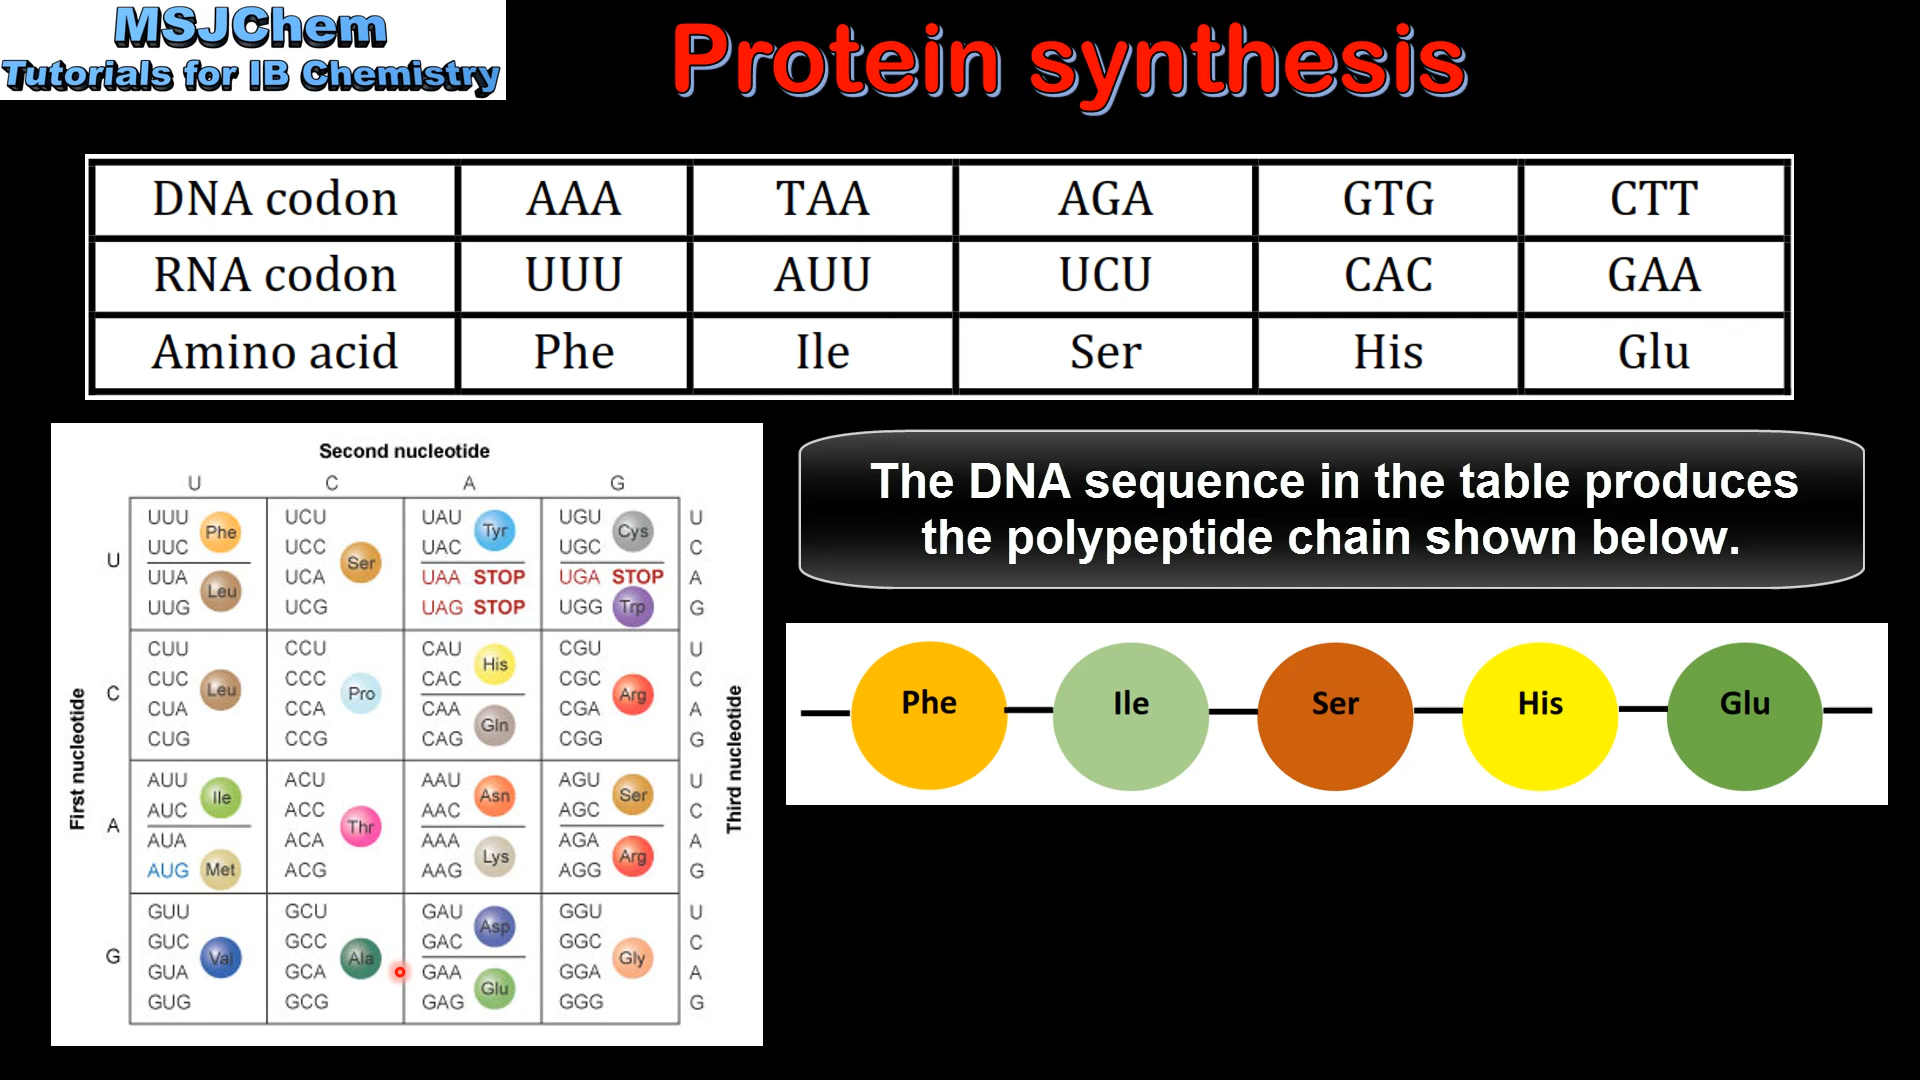 MSJChem
Tutorials for IB Chemistry
Protein synthesis
DNA codon AAA TAA AGA GTG CTT
RNA codon UUU AUU UCU CAC GAA
Amino acid Phe Ile Ser His Glu
Second nucleotide
U C A G
First nucleotide
Third nucleotide
U
UUU UCU UAU UGU U
Phe Tyr Cys
UUC UCC UAC UGC C
Ser
UUA UCA UAA STOP UGA STOP A
Leu
UUG UCG UAG STOP UGG Trp G
C
CUU CCU CAU CGU U
His
CUC CCC CAC CGC C
Leu Pro Arg
CUA CCA CAA CGA A
Gln
CUG CCG CAG CGG G
A
AUU ACU AAU AGU U
Ile Asn Ser
AUC ACC AAC AGC C
Thr
AUA ACA AAA AGA A
Lys Arg
AUG Met ACG AAG AGG G
G
GUU GCU GAU GGU U
Asp
GUC GCC GAC GGC C
Val Ala Gly
GUA GCA GAA GGA A
Glu
GUG GCG GAG GGG G
The DNA sequence in the table produces
the polypeptide chain shown below.
Phe Ile Ser His Glu